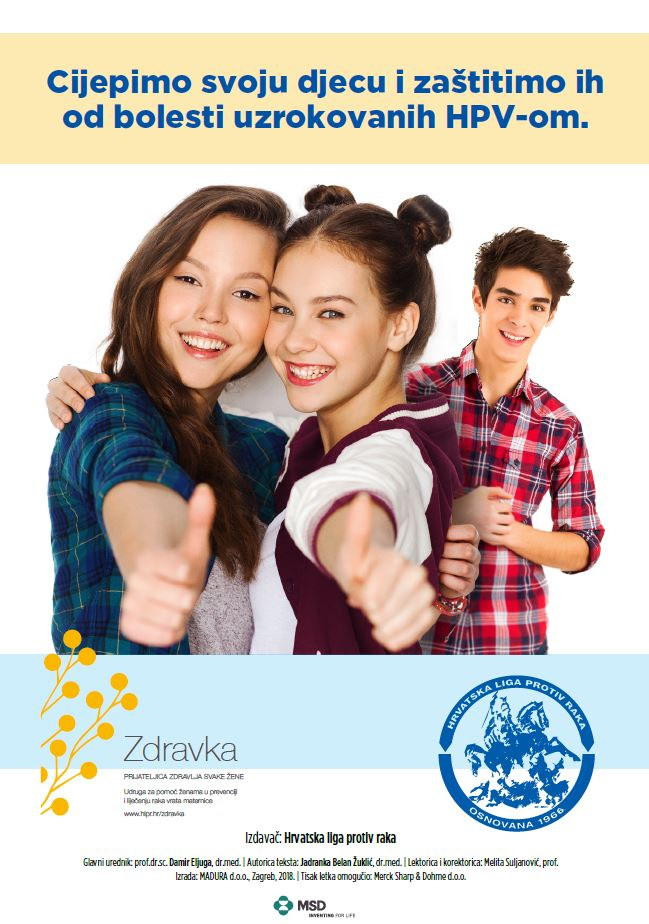 Cijepimo svoju djecu i zaštitimo ih
od bolesti uzrokovanih HPV-om.
Zdravka
PRIJATELJICA ZDRAVLJA SVAKE ŽENE
Udruga za pomoć ženama u prevenciji
i liječenju raka vrata maternice
www.hlpr.hr/zdravka
HRVATSKA LIGA PROTIV RAKA
OSNOVANA 1966
Izdavač: Hrvatska liga protiv raka
Glavni urednik: prof.dr.sc. Damir Eljuga, dr.med. | Autorica teksta: Jadranka Belan Žuklić, dr.med. | Lektorica i korektorica: Melita Suljanović, prof.
Izrada: MADURA d.o.o., Zagreb, 2018. | Tisak letka omogućio: Merck Sharp & Dohme d.o.o.
MSD
INVENTING FOR LIFE